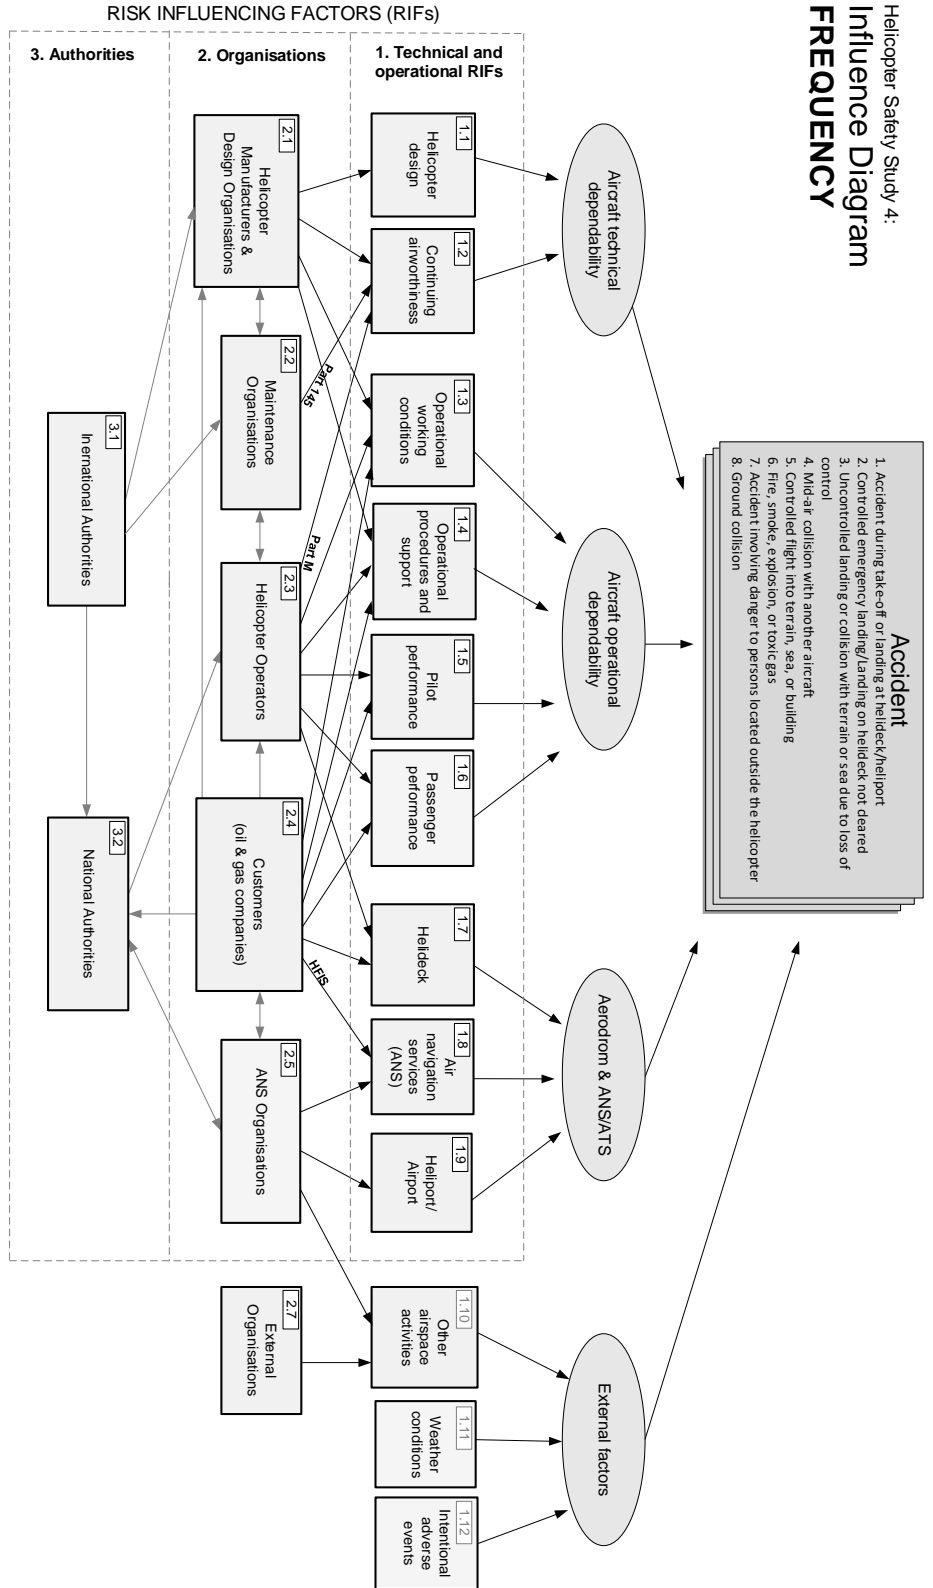 Helicopter Safety Study 4:
Influence Diagram
FREQUENCY
Accident
1. Accident during take-off or landing at helideck/heliport
2. Controlled emergency landing/Landing on helideck not cleared
3. Uncontrolled landing or collision with terrain or sea due to loss of
control
4. Mid-air collision with another aircraft
5. Controlled flight into terrain, sea, or building
6. Fire, smoke, explosion, or toxic gas
7. Accident involving danger to persons located outside the helicopter
8. Ground collision
Aircraft technical
dependability
Aircraft operational
dependability
Aerodrom & ANS/ATS
External factors
RISK INFLUENCING FACTORS (RIFs)
1. Technical and
operational RIFs
1.1
Helicopter
design
1.2
Continuing
airworthiness
1.3
Operational
working
conditions
1.4
Operational
procedures and
support
1.5
Pilot
performance
1.6
Passenger
performance
1.7
Helideck
1.8
Air
navigation
services
(ANS)
1.9
Heliport/
Airport
1.10
Other
airspace
activities
1.11
Weather
conditions
1.12
Intentional
adverse
events
Part 145
Part M
HFIS
2. Organisations
2.1
Helicopter
Manufacturers &
Design Organisations
2.2
Maintenance
Organisations
2.3
Helicopter Operators
2.4
Customers
(oil & gas companies)
2.5
ANS Organisations
2.7
External
Organisations
3. Authorities
3.1
Inernational Authorities
3.2
National Authorities